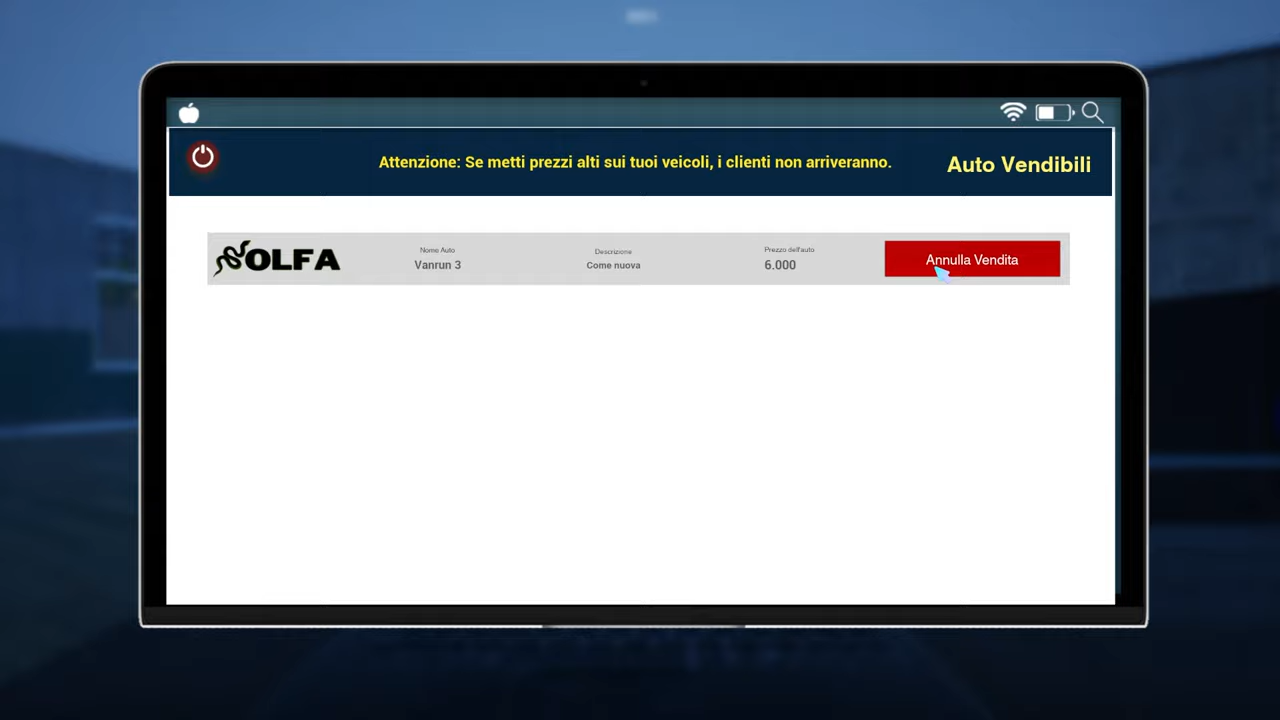 Attenzione: Se metti prezzi alti sui tuoi veicoli, i clienti non arriveranno.
Auto Vendibili
OLFA
Nome Auto
Vanrun 3
Descrizione
Come nuova
Prezzo dell'auto
6.000
Annulla Vendita